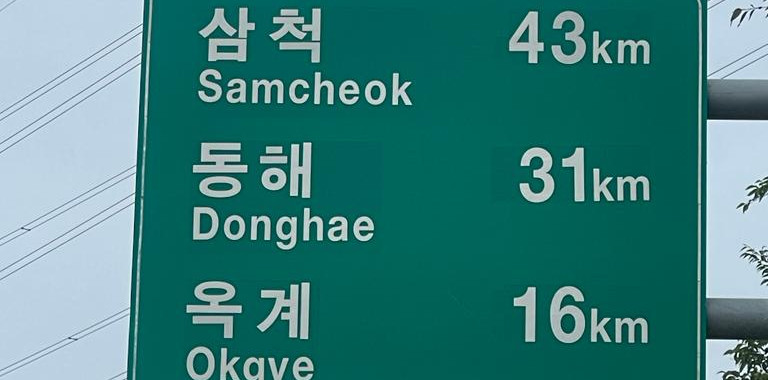 삼척 43km
Samcheok
동해 31km
Donghae
옥계 16km
Okgye